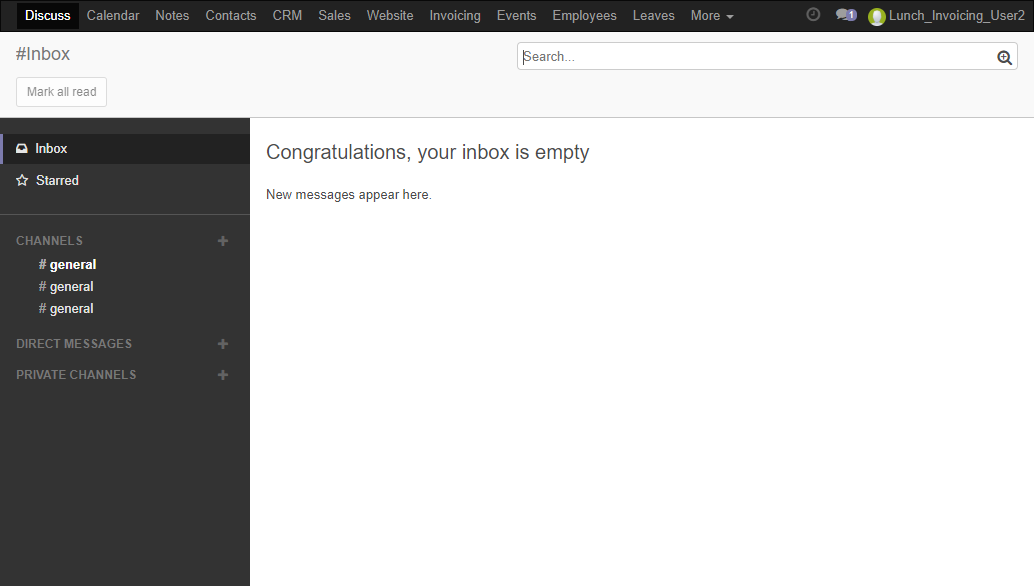 Discuss Calendar Notes Contacts CRM Sales Website Invoicing Events Employees Leaves More 1 Lunch_Invoicing_User2
#Inbox
Search...
Mark all read
Inbox
Starred
CHANNELS +
# general
# general
# general
DIRECT MESSAGES +
PRIVATE CHANNELS +
Congratulations, your inbox is empty
New messages appear here.